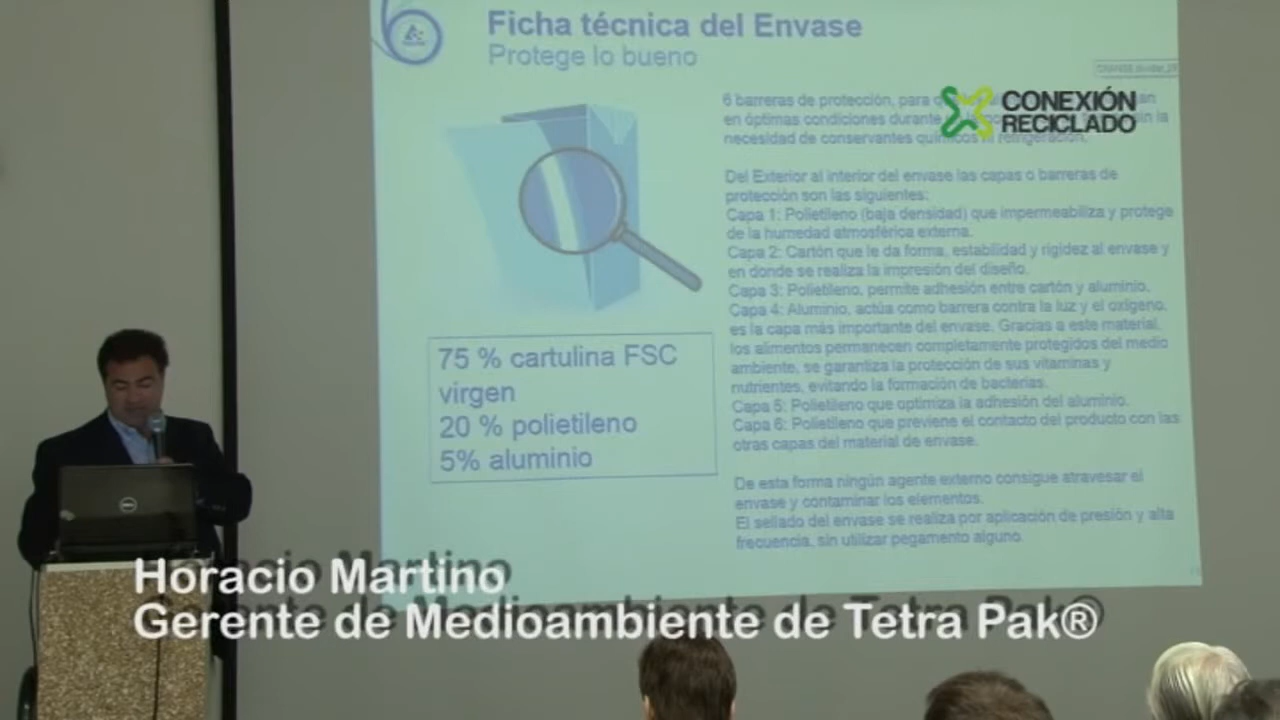 Ficha técnica del Envase
Protege lo bueno
CONEXIÓN
RECICLADO
6 barreras de protección, para
en óptimas condiciones durante
necesidad de conservantes químicos ni refrigeración.
Del Exterior al interior del envase las capas o barreras de
protección son las siguientes:
Capa 1: Polietileno (baja densidad) que impermeabiliza y protege
de la humedad atmosférica externa.
Capa 2: Cartón que le da forma, estabilidad y rigidez al envase y
en donde se realiza la impresión del diseño.
Capa 3: Polietileno, permite adhesión entre cartón y aluminio.
Capa 4: Aluminio, actúa como barrera contra la luz y el oxígeno,
es la capa más importante del envase. Gracias a este material,
los alimentos permanecen completamente protegidos del medio
ambiente, se garantiza la protección de sus vitaminas y
nutrientes, evitando la formación de bacterias.
Capa 5: Polietileno que optimiza la adhesión del aluminio.
Capa 6: Polietileno que previene el contacto del producto con las
otras capas del material de envase.
De esta forma ningún agente externo consigue atravesar el
envase y contaminar los elementos.
El sellado del envase se realiza por aplicación de presión y alta
frecuencia, sin utilizar pegamento alguno.
75 % cartulina FSC
virgen
20 % polietileno
5% aluminio
DELL
Horacio Martino
Gerente de Medioambiente de Tetra Pak®